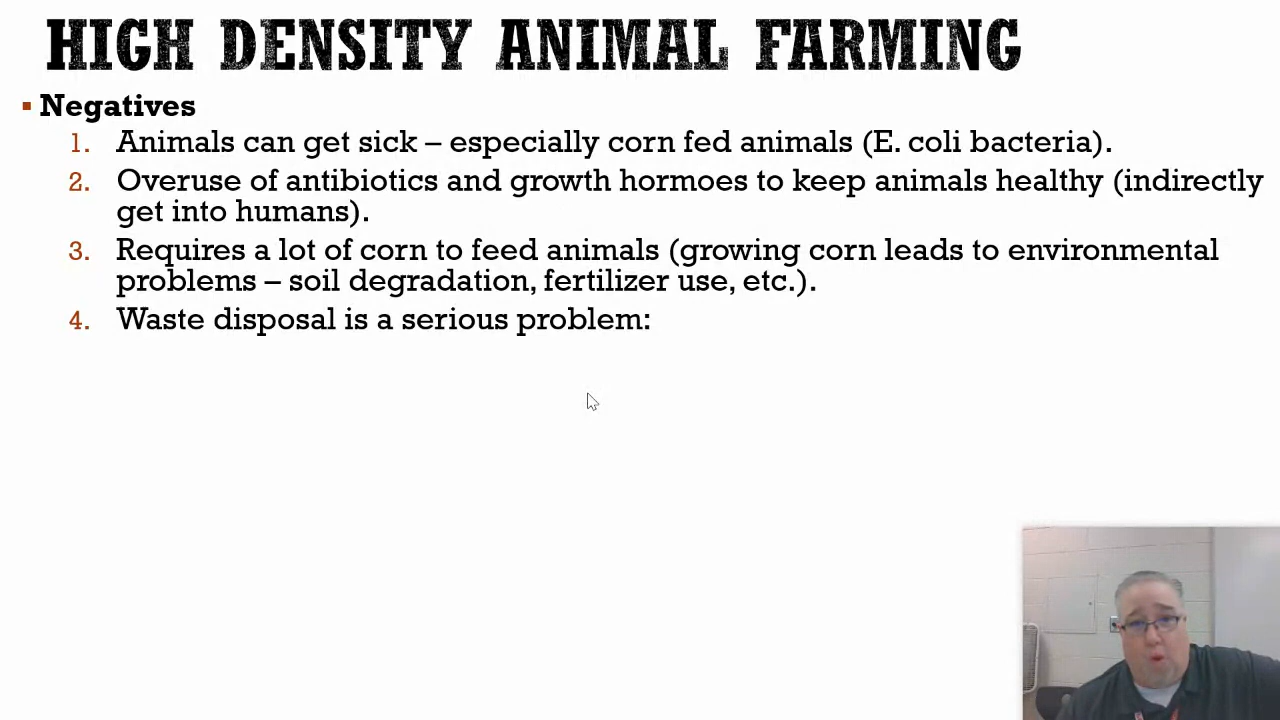 HIGH DENSITY ANIMAL FARMING
▪ Negatives
1. Animals can get sick – especially corn fed animals (E. coli bacteria).
2. Overuse of antibiotics and growth hormoes to keep animals healthy (indirectly
get into humans).
3. Requires a lot of corn to feed animals (growing corn leads to environmental
problems – soil degradation, fertilizer use, etc.).
4. Waste disposal is a serious problem: